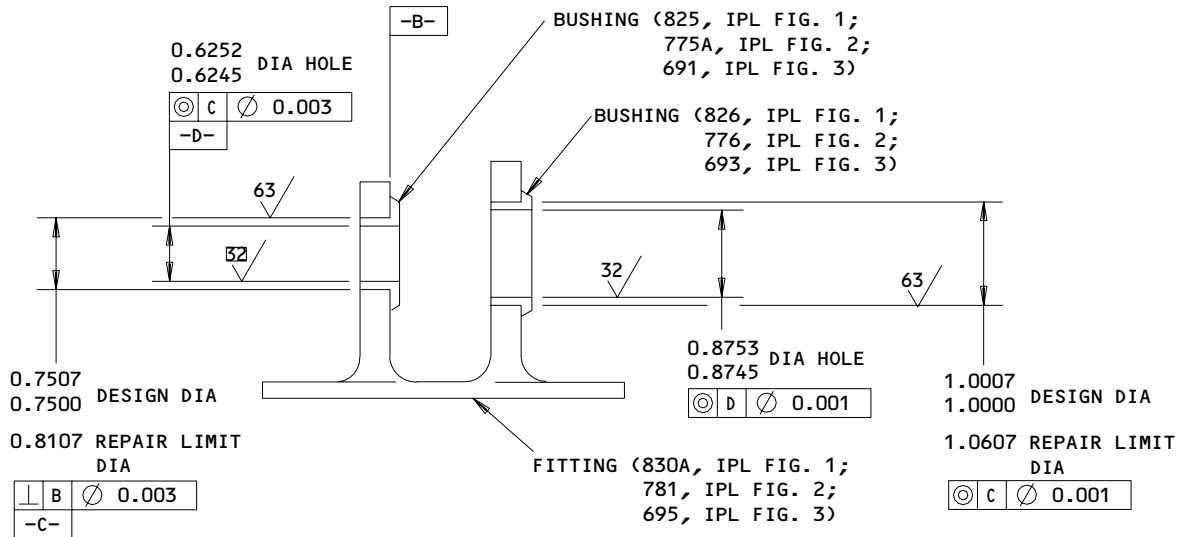 -B-
BUSHING (825, IPL FIG. 1;
775A, IPL FIG. 2;
691, IPL FIG. 3)
0.6252
0.6245 DIA HOLE
◎ C ∅ 0.003
-D-
BUSHING (826, IPL FIG. 1;
776, IPL FIG. 2;
693, IPL FIG. 3)
63
32
32
63
0.7507
0.7500 DESIGN DIA
0.8107 REPAIR LIMIT
DIA
⊥ B ∅ 0.003
-C-
0.8753
0.8745 DIA HOLE
◎ D ∅ 0.001
1.0007
1.0000 DESIGN DIA
1.0607 REPAIR LIMIT
DIA
◎ C ∅ 0.001
FITTING (830A, IPL FIG. 1;
781, IPL FIG. 2;
695, IPL FIG. 3)